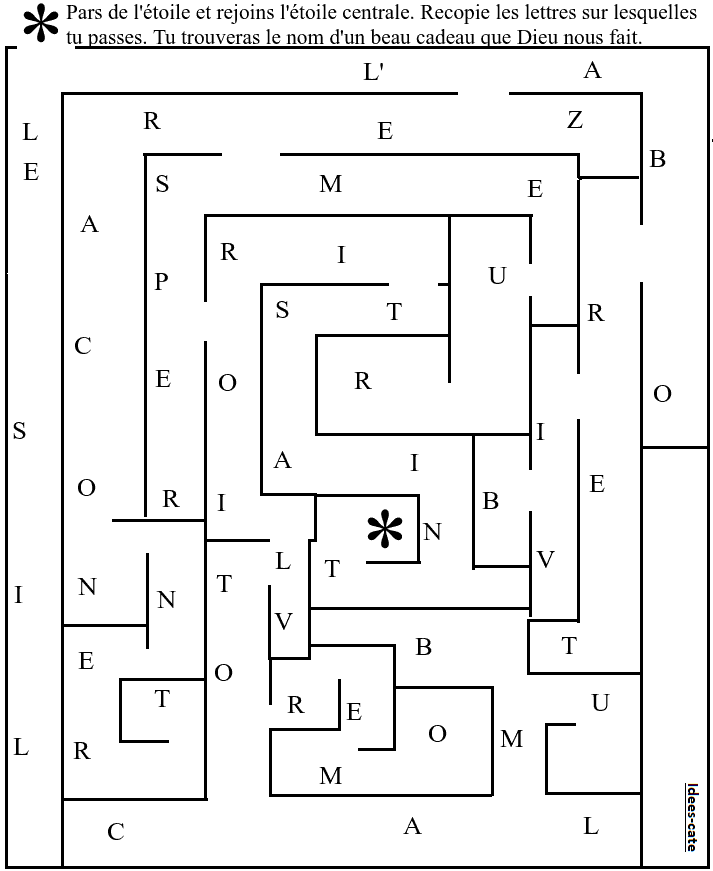 Pars de l'étoile et rejoins l'étoile centrale. Recopie les lettres sur lesquelles
tu passes. Tu trouveras le nom d'un beau cadeau que Dieu nous fait.
L' A
L R E Z
E S M E B
A R I U
P S T R
C E O R O
S A I I
O R I B E
N L T V
I N N T V
E O B T
T R E U
L R O M
M
C A L
Idees-cate